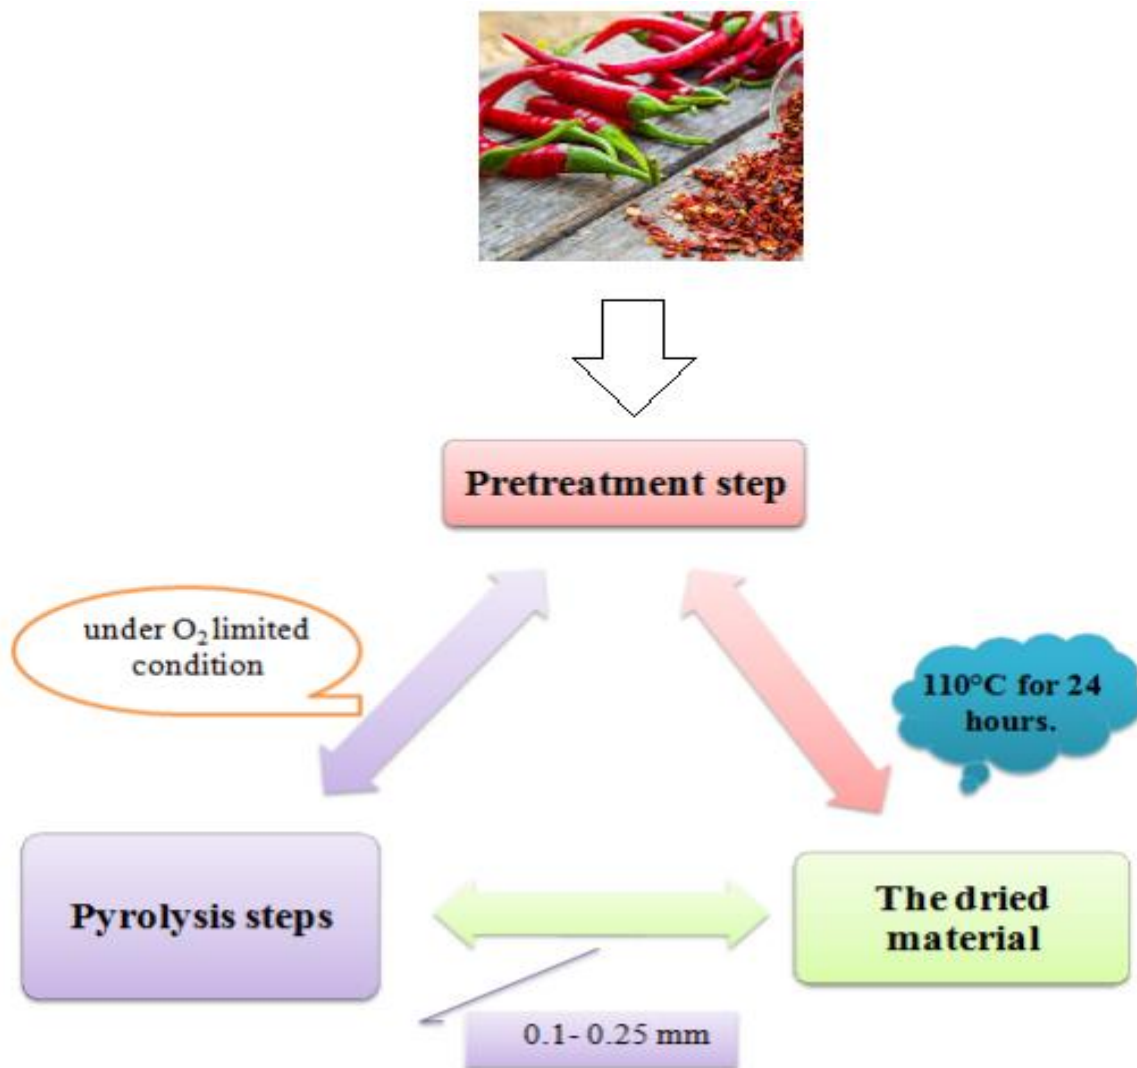 Pretreatment step
under O₂ limited
condition
110°C for 24
hours.
Pyrolysis steps
The dried
material
0.1- 0.25 mm